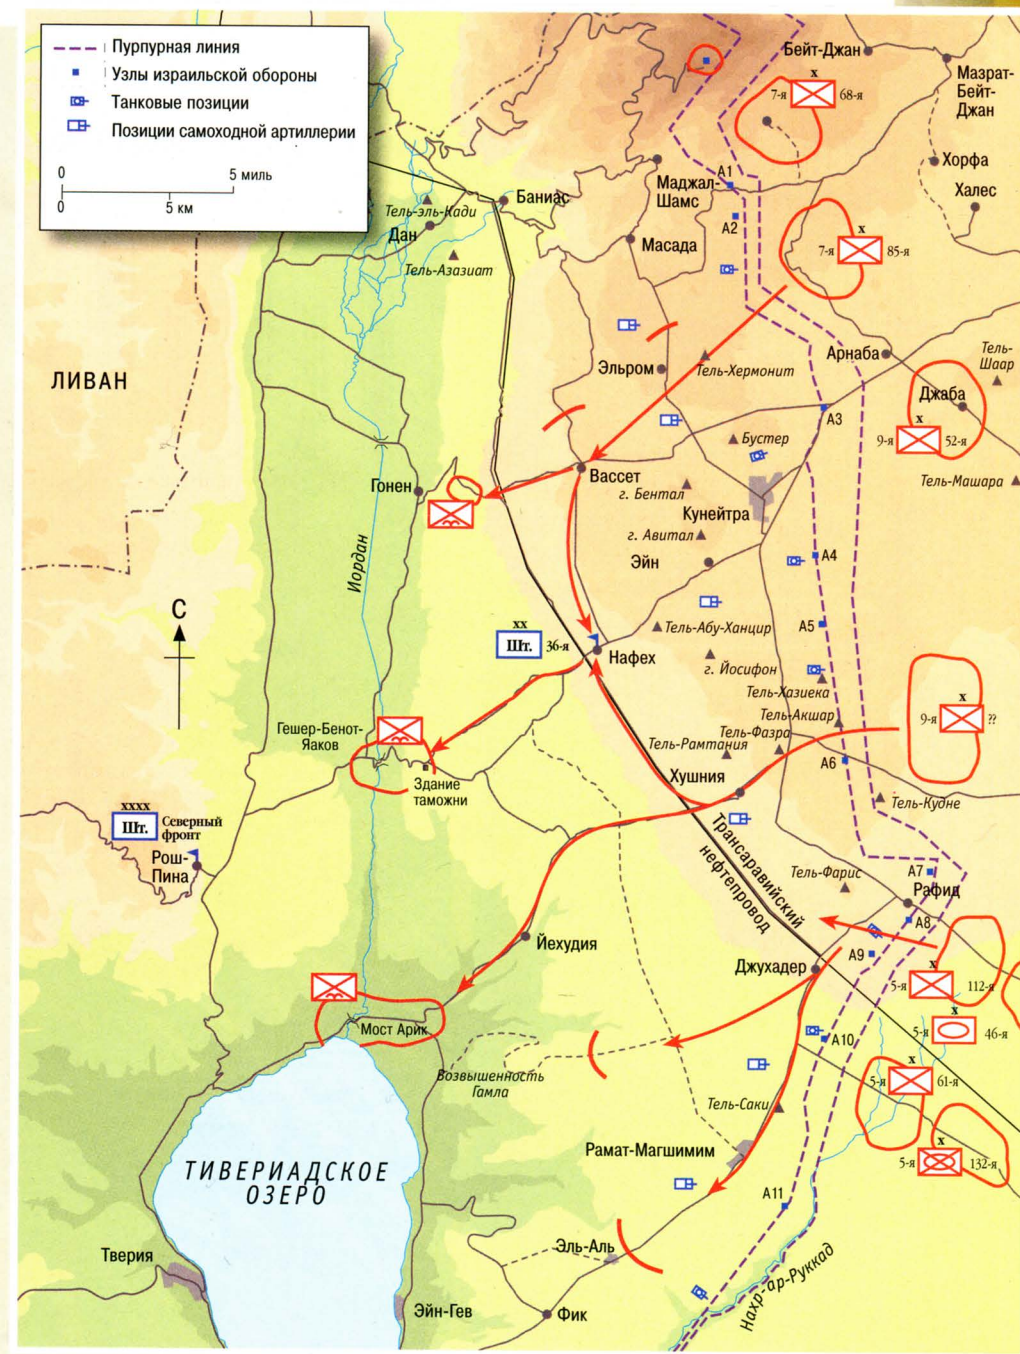 Пурпурная линия
Узлы израильской обороны
Танковые позиции
Позиции самоходной артиллерии
0
5 миль
0
5 км
Бейт-Джан
Мазрат-
Бейт-
Джан
x
7-я
68-я
Хорфа
Халес
А1
Маджал-
Шамс
А2
Масада
Баниас
Тель-эль-Кади
Дан
Тель-Азазиат
x
7-я
85-я
ЛИВАН
Эльром
Тель-Хермонит
Арнаба
Тель-
Шаар
Джаба
x
9-я
52-я
А3
Бустер
Тель-Машара
Вассет
г. Бентал
Кунейтра
г. Авитал
Эйн
Гонен
Иордан
А4
С
xx
Шт.
36-я
Нафех
Тель-Абу-Ханцир
А5
г. Йосифон
Тель-Хазиека
Тель-Акшар
Тель-Фазра
Тель-Рамтания
x
9-я
??
Гешер-Бенот-
Яаков
Здание
таможни
Хушния
А6
Тель-Кудне
xxxx
Шт.
Северный
фронт
Рош-
Пина
Трансаравийский
нефтепровод
Тель-Фарис
А7
Рафид
А8
А9
Йехудия
Джухадер
x
5-я
112-я
x
5-я
46-я
Мост Арик
А10
Возвышенность
Гамла
x
5-я
61-я
Тель-Саки
x
5-я
132-я
Рамат-Магшимим
ТИВЕРИАДСКОЕ
ОЗЕРО
А11
Тверия
Эль-Аль
Эйн-Гев
Фик
Нахр-ар-Руккад